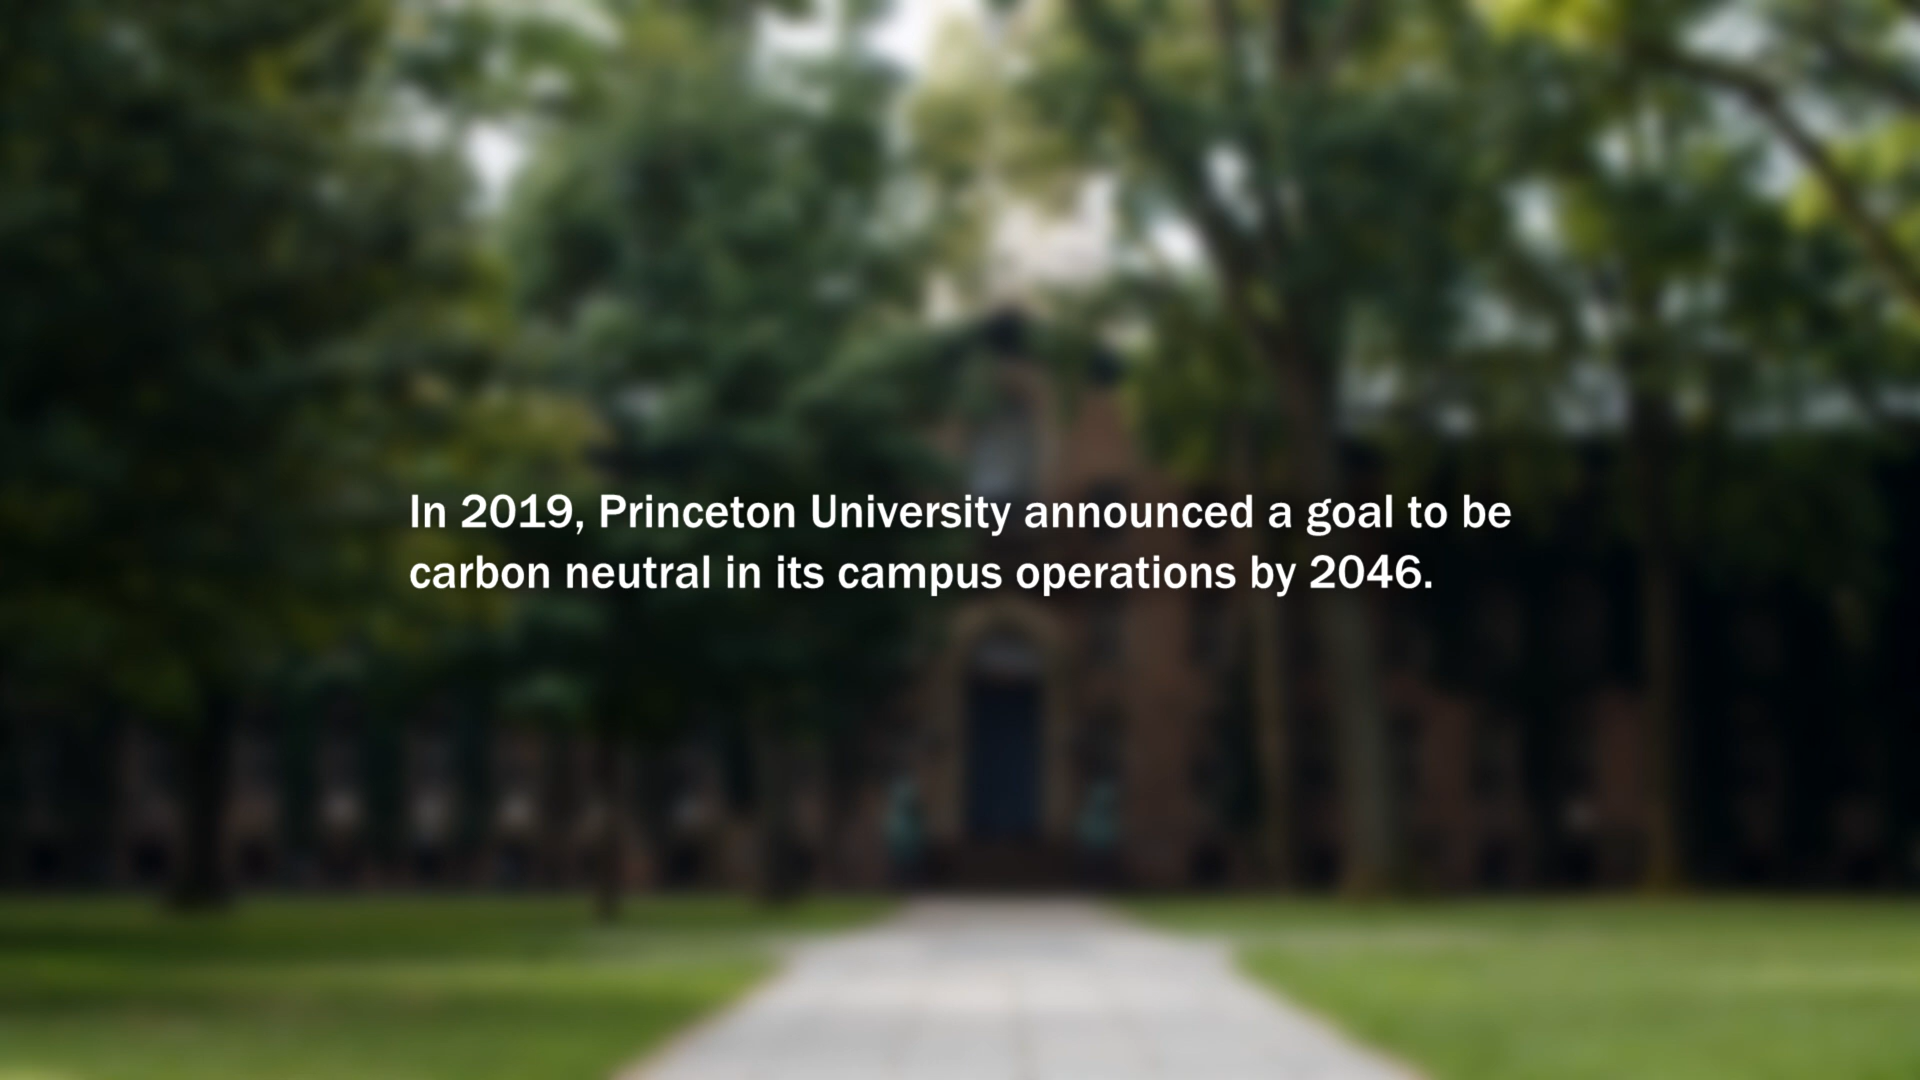 In 2019, Princeton University announced a goal to be
carbon neutral in its campus operations by 2046.